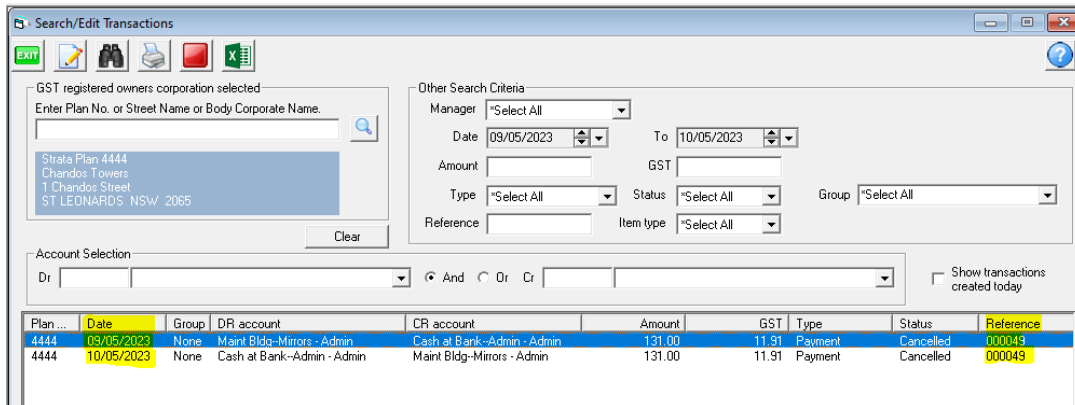 Search/Edit Transactions
EXIT
GST registered owners corporation selected
Enter Plan No. or Street Name or Body Corporate Name.
Strata Plan 4444
Chandos Towers
1 Chandos Street
ST LEONARDS NSW 2065
Clear
Other Search Criteria
Manager *Select All
Date 09/05/2023 To 10/05/2023
Amount GST
Type *Select All Status *Select All Group *Select All
Reference Item type *Select All
Account Selection
Dr And Or Cr
Show transactions
created today
Plan ... Date Group DR account CR account Amount GST Type Status Reference
4444 09/05/2023 None Maint Bldg--Mirrors - Admin Cash at Bank--Admin - Admin 131.00 11.91 Payment Cancelled 000049
4444 10/05/2023 None Cash at Bank--Admin - Admin Maint Bldg--Mirrors - Admin 131.00 11.91 Payment Cancelled 000049